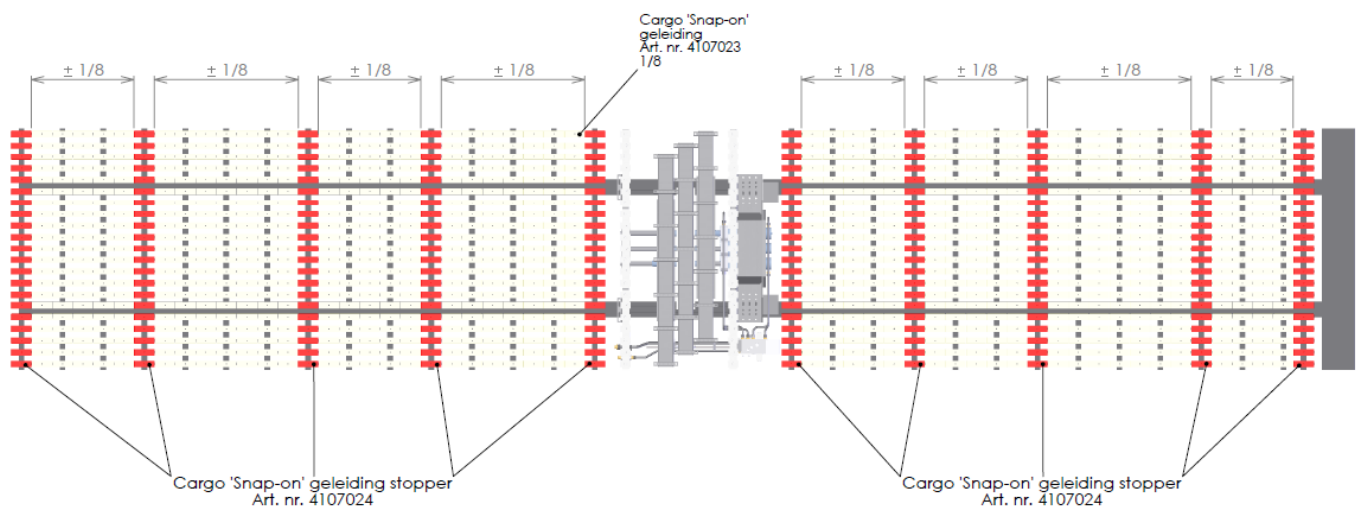 Cargo 'Snap-on'
geleiding
Art. nr. 4107023
1/8
± 1/8
± 1/8
± 1/8
± 1/8
± 1/8
± 1/8
± 1/8
± 1/8
Cargo 'Snap-on' geleiding stopper
Art. nr. 4107024
Cargo 'Snap-on' geleiding stopper
Art. nr. 4107024